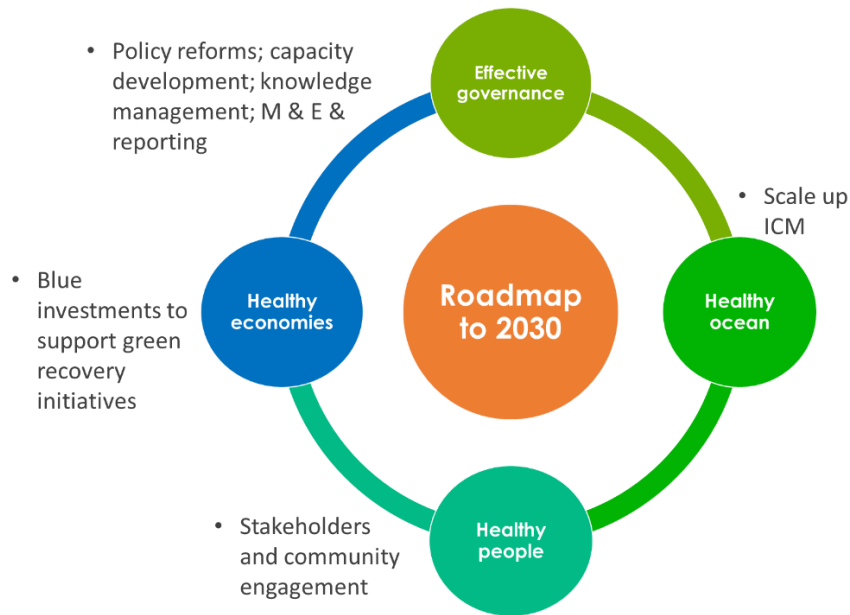 • Policy reforms; capacity
development; knowledge
management; M & E &
reporting
Effective
governance
• Scale up
ICM
Healthy
ocean
Roadmap
to 2030
Healthy
economies
• Blue
investments to
support green
recovery
initiatives
• Stakeholders
and community
engagement
Healthy
people